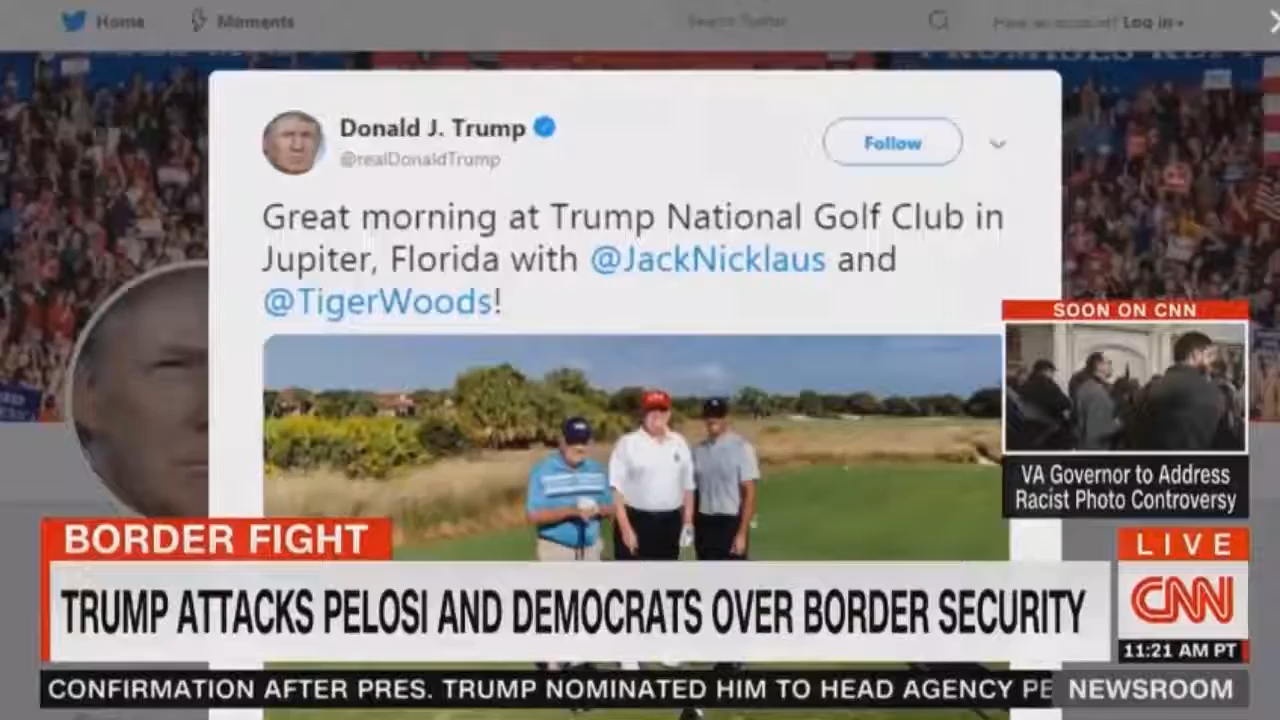 Home
Moments
Search Twitter
Have an account? Log in
Donald J. Trump
@realDonaldTrump
Follow
Great morning at Trump National Golf Club in
Jupiter, Florida with @JackNicklaus and
@TigerWoods!
SOON ON CNN
VA Governor to Address
Racist Photo Controversy
BORDER FIGHT
TRUMP ATTACKS PELOSI AND DEMOCRATS OVER BORDER SECURITY
LIVE
CNN
11:21 AM PT
CONFIRMATION AFTER PRES. TRUMP NOMINATED HIM TO HEAD AGENCY PE
NEWSROOM